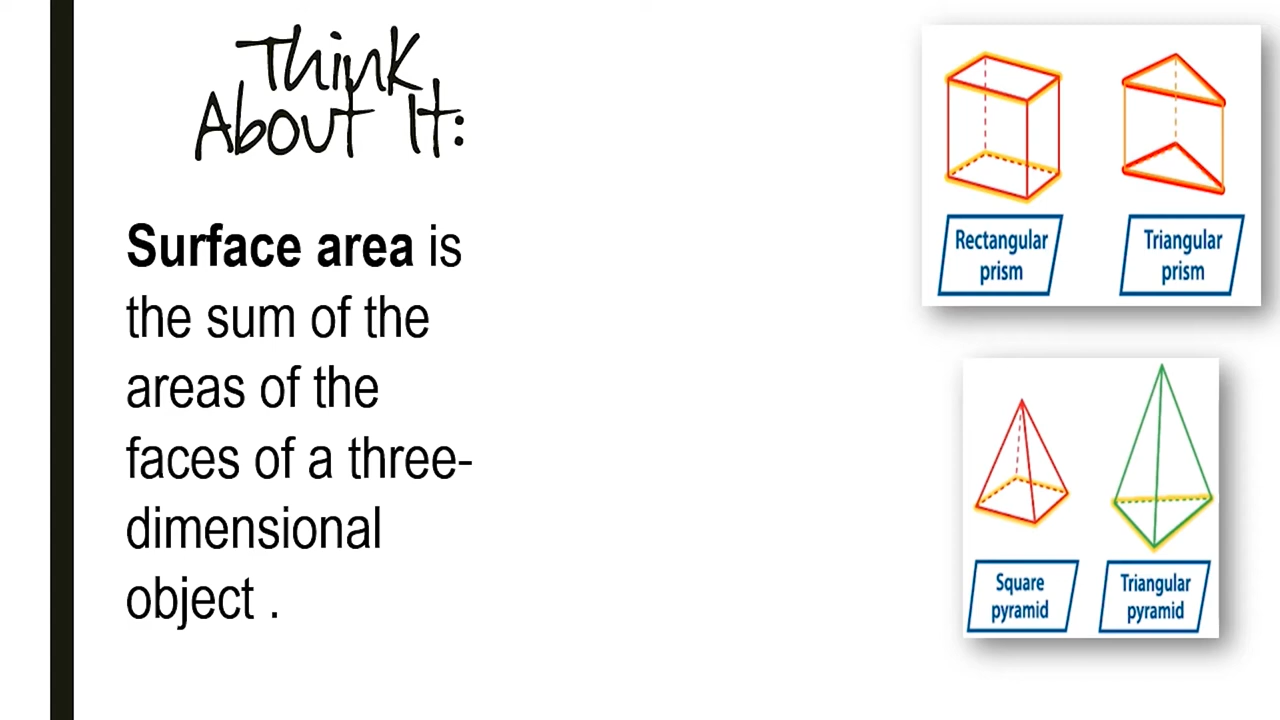 Think
About It:
Surface area is
the sum of the
areas of the
faces of a three-
dimensional
object .
Rectangular
prism
Triangular
prism
Square
pyramid
Triangular
pyramid